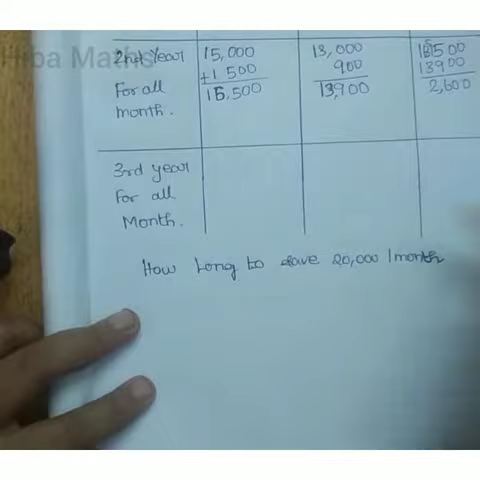 Hiba Maths
2nd Year 15,000 13,000 16500
+1 500 900 13900
For all 16,500 13,900 2,600
month.
3rd year
For all
Month.
How Long to save 20,000 / month